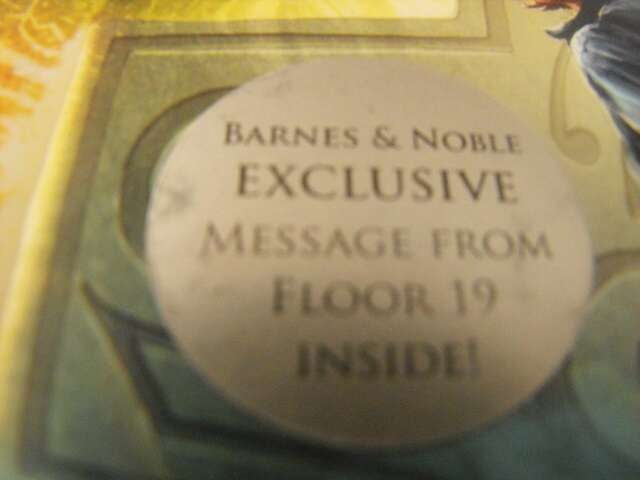 BARNES & NOBLE
EXCLUSIVE
MESSAGE FROM
FLOOR 19
INSIDE!